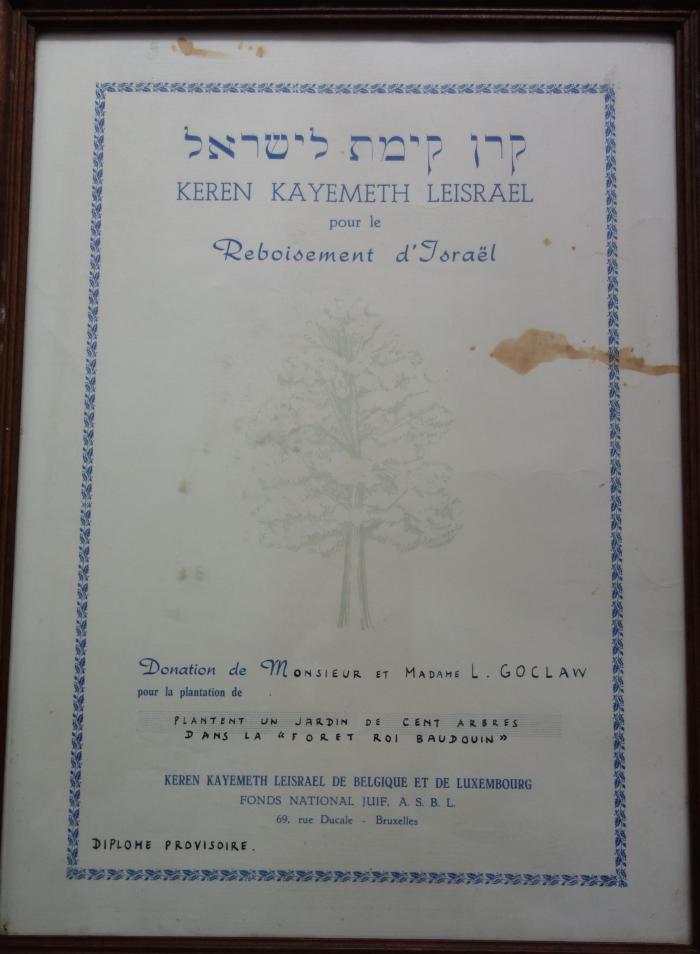 קרן קימת לישראל
KEREN KAYEMETH LEISRAEL
pour le
Reboisement d'Israël
Donation de MONSIEUR ET MADAME L. GOCLAW
pour la plantation de
PLANTENT UN JARDIN DE CENT ARBRES
DANS LA "FORET ROI BAUDOUIN"
KEREN KAYEMETH LEISRAEL DE BELGIQUE ET DE LUXEMBOURG
FONDS NATIONAL JUIF. A. S. B. L.
69, rue Ducale - Bruxelles
DIPLOME PROVISOIRE.